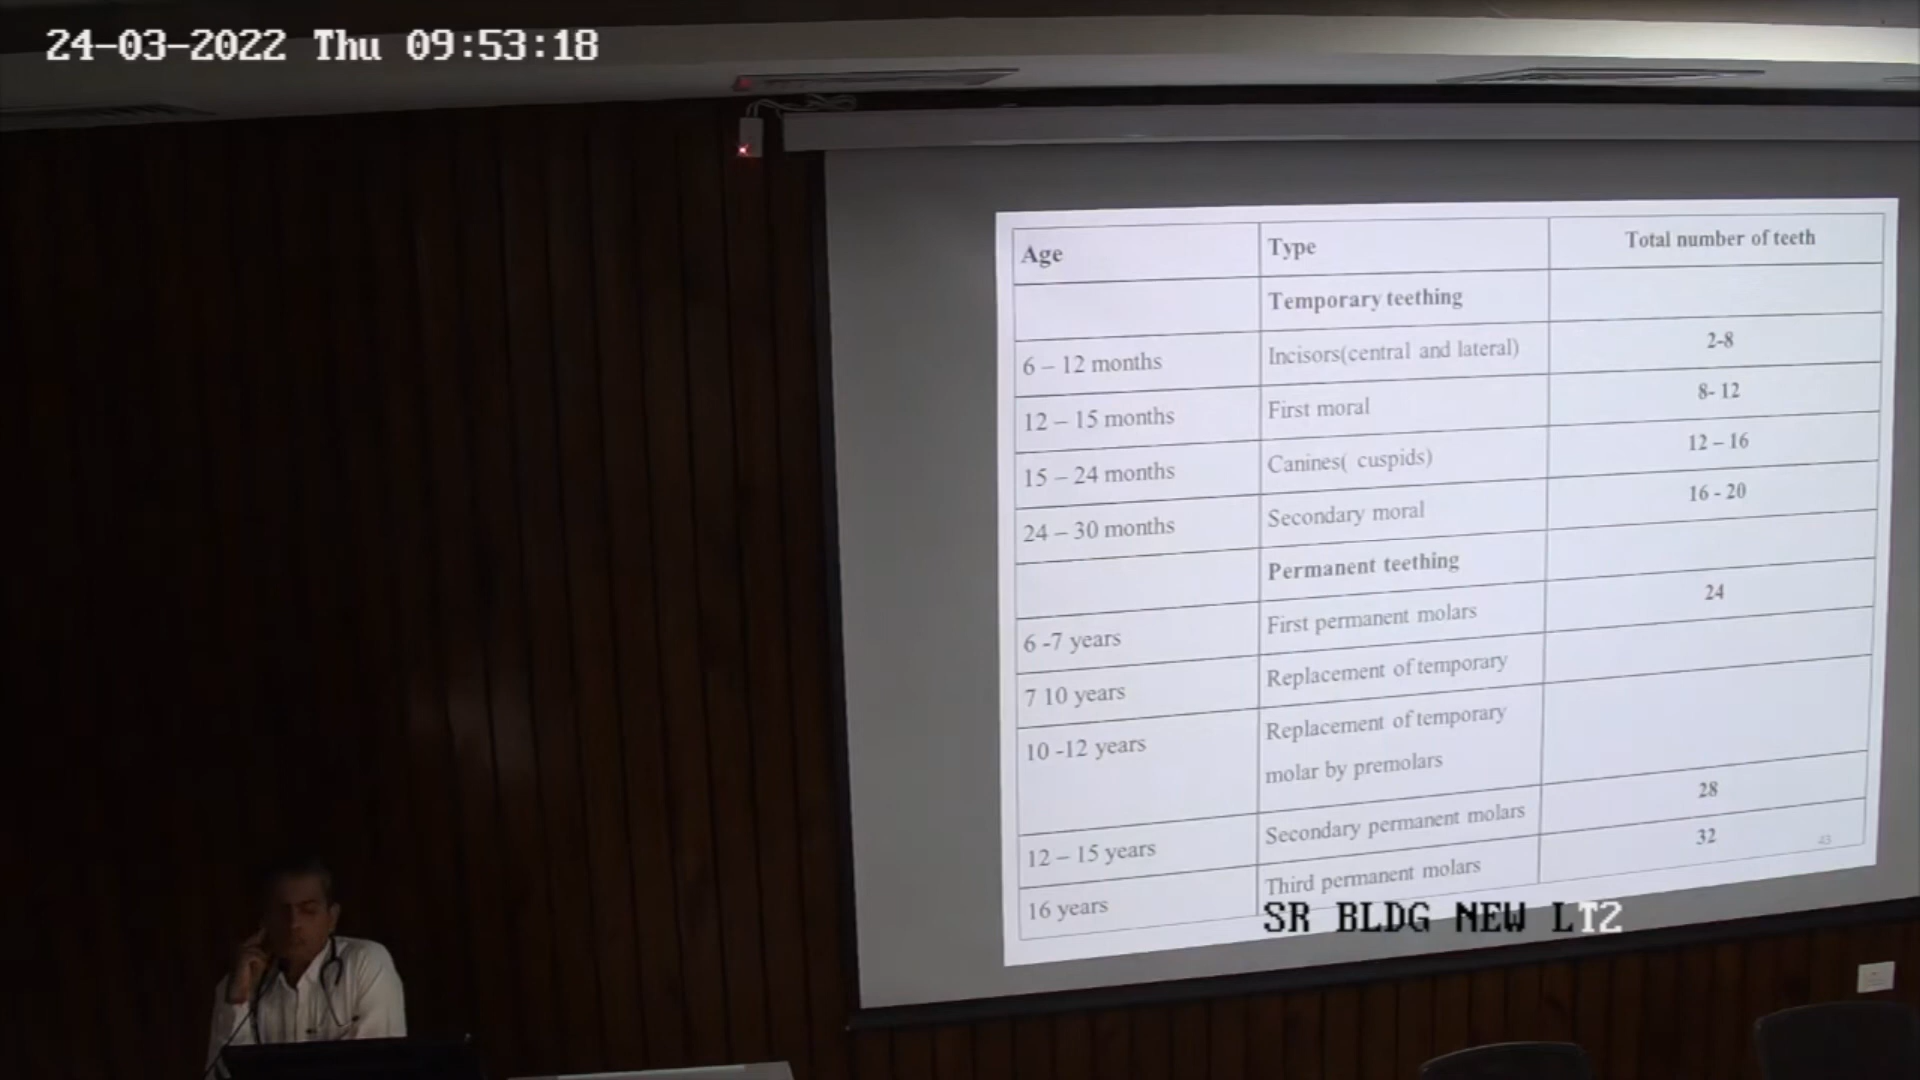 24-03-2022 Thu 09:53:18
Age Type Total number of teeth
Temporary teething
6 – 12 months Incisors(central and lateral) 2-8
12 – 15 months First moral 8- 12
15 – 24 months Canines( cuspids) 12 – 16
24 – 30 months Secondary moral 16 - 20
Permanent teething
6 -7 years First permanent molars 24
7 10 years Replacement of temporary
10 -12 years Replacement of temporary
molar by premolars
12 – 15 years Secondary permanent molars 28
16 years Third permanent molars 32
43
SR BLDG NEW LT2